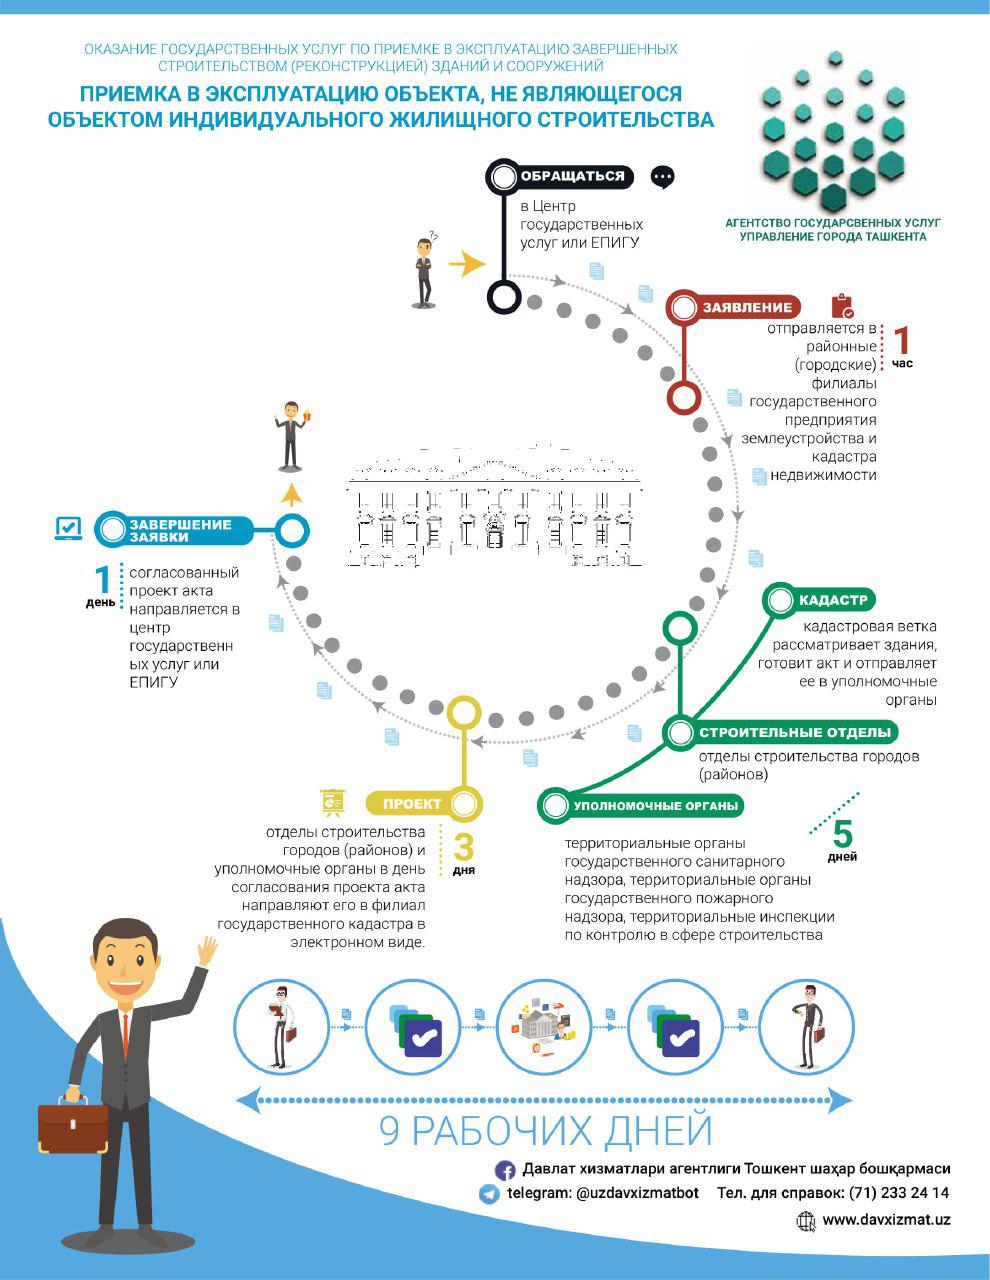 ОКАЗАНИЕ ГОСУДАРСТВЕННЫХ УСЛУГ ПО ПРИЕМКЕ В ЭКСПЛУАТАЦИЮ ЗАВЕРШЕННЫХ
СТРОИТЕЛЬСТВОМ (РЕКОНСТРУКЦИЕЙ) ЗДАНИЙ И СООРУЖЕНИЙ
ПРИЕМКА В ЭКСПЛУАТАЦИЮ ОБЪЕКТА, НЕ ЯВЛЯЮЩЕГОСЯ
ОБЪЕКТОМ ИНДИВИДУАЛЬНОГО ЖИЛИЩНОГО СТРОИТЕЛЬСТВА
АГЕНТСТВО ГОСУДАРСВЕННЫХ УСЛУГ
УПРАВЛЕНИЕ ГОРОДА ТАШКЕНТА
ОБРАЩАТЬСЯ
в Центр
государственных
услуг или ЕПИГУ
??
ЗАЯВЛЕНИЕ
отправляется в
районные
(городские)
филиалы
государственного
предприятия
землеустройства и
кадастра
недвижимости
1
час
КАДАСТР
кадастровая ветка
рассматривает здания,
готовит акт и отправляет
ее в уполномочные
органы
СТРОИТЕЛЬНЫЕ ОТДЕЛЫ
отделы строительства городов
(районов)
УПОЛНОМОЧНЫЕ ОРГАНЫ
территориальные органы
государственного санитарного
надзора, территориальные органы
государственного пожарного
надзора, территориальные инспекции
по контролю в сфере строительства
5
дней
ПРОЕКТ
отделы строительства
городов (районов) и
уполномочные органы в день
согласования проекта акта
направляют его в филиал
государственного кадастра в
электронном виде.
3
дня
ЗАВЕРШЕНИЕ
ЗАЯВКИ
1
день
согласованный
проект акта
направляется в
центр
государственн
ых услуг или
ЕПИГУ
9 РАБОЧИХ ДНЕЙ
Давлат хизматлари агентлиги Тошкент шаҳар бошқармаси
telegram: @uzdavxizmatbot Тел. для справок: (71) 233 24 14
www.davxizmat.uz